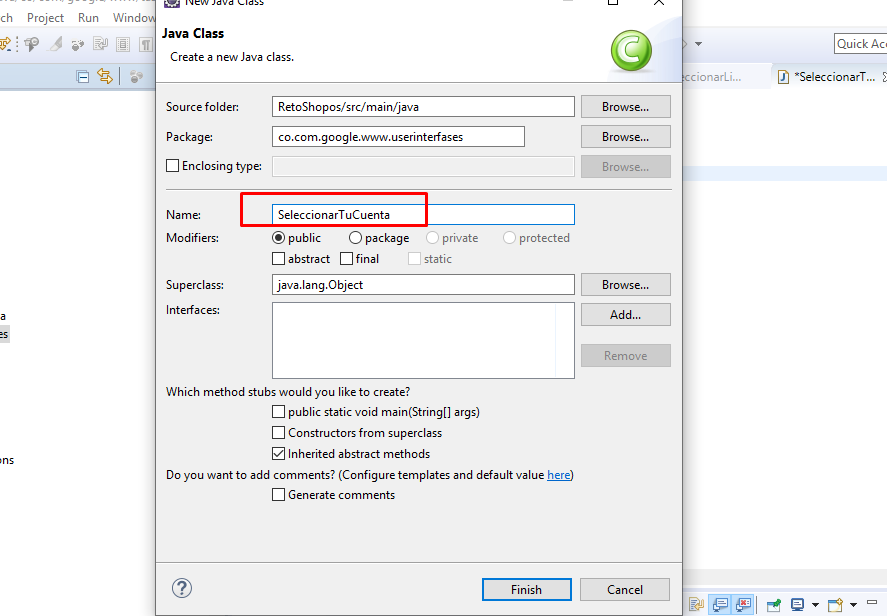 New Java Class
ch Project Run Window
Quick Acc
Java Class
Create a new Java class.
eccionarLi... *SeleccionarT...
Source folder: RetoShopos/src/main/java Browse...
Package: co.com.google.www.userinterfases Browse...
Enclosing type: Browse...
Name: SeleccionarTuCuenta
Modifiers: public package private protected
abstract final static
Superclass: java.lang.Object Browse...
Interfaces: Add...
a
es
Remove
Which method stubs would you like to create?
public static void main(String[] args)
Constructors from superclass
Inherited abstract methods
ons
Do you want to add comments? (Configure templates and default value here)
Generate comments
Finish Cancel